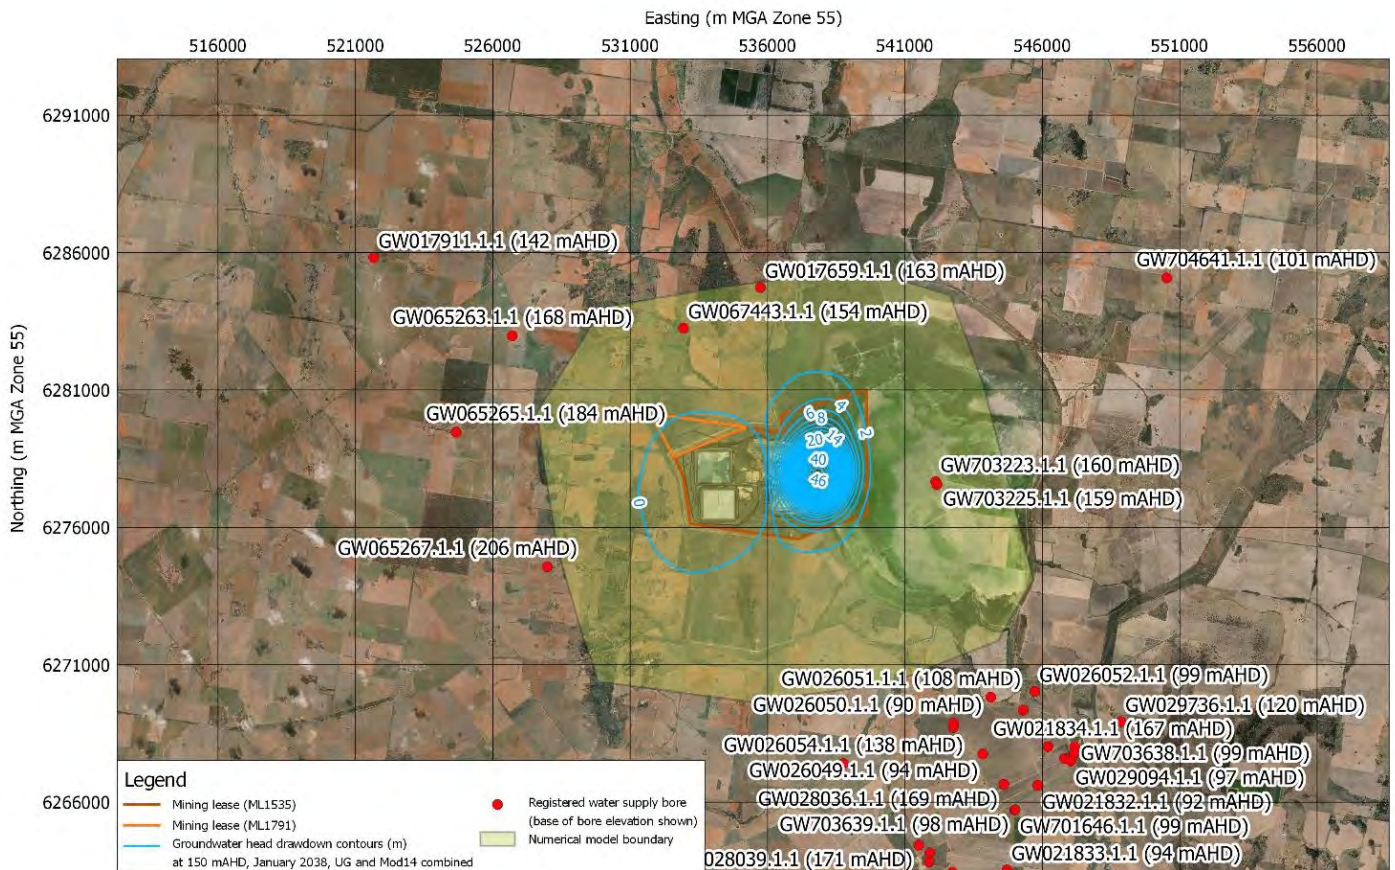 Easting (m MGA Zone 55)
516000 521000 526000 531000 536000 541000 546000 551000 556000
Northing (m MGA Zone 55)
6291000
6286000
6281000
6276000
6271000
6266000
GW017911.1.1 (142 mAHD)
GW017659.1.1 (163 mAHD)
GW704641.1.1 (101 mAHD)
GW065263.1.1 (168 mAHD)
GW067443.1.1 (154 mAHD)
GW065265.1.1 (184 mAHD)
6 8 4
20 14 2
40
46
0
GW703223.1.1 (160 mAHD)
GW703225.1.1 (159 mAHD)
GW065267.1.1 (206 mAHD)
GW026051.1.1 (108 mAHD)
GW026052.1.1 (99 mAHD)
GW026050.1.1 (90 mAHD)
GW029736.1.1 (120 mAHD)
GW021834.1.1 (167 mAHD)
GW026054.1.1 (138 mAHD)
GW703638.1.1 (99 mAHD)
GW026049.1.1 (94 mAHD)
GW029094.1.1 (97 mAHD)
GW028036.1.1 (169 mAHD)
GW021832.1.1 (92 mAHD)
GW703639.1.1 (98 mAHD)
GW701646.1.1 (99 mAHD)
028039.1.1 (171 mAHD)
GW021833.1.1 (94 mAHD)
Legend
Mining lease (ML1535)
Mining lease (ML1791)
Groundwater head drawdown contours (m)
at 150 mAHD, January 2038, UG and Mod14 combined
Registered water supply bore
(base of bore elevation shown)
Numerical model boundary